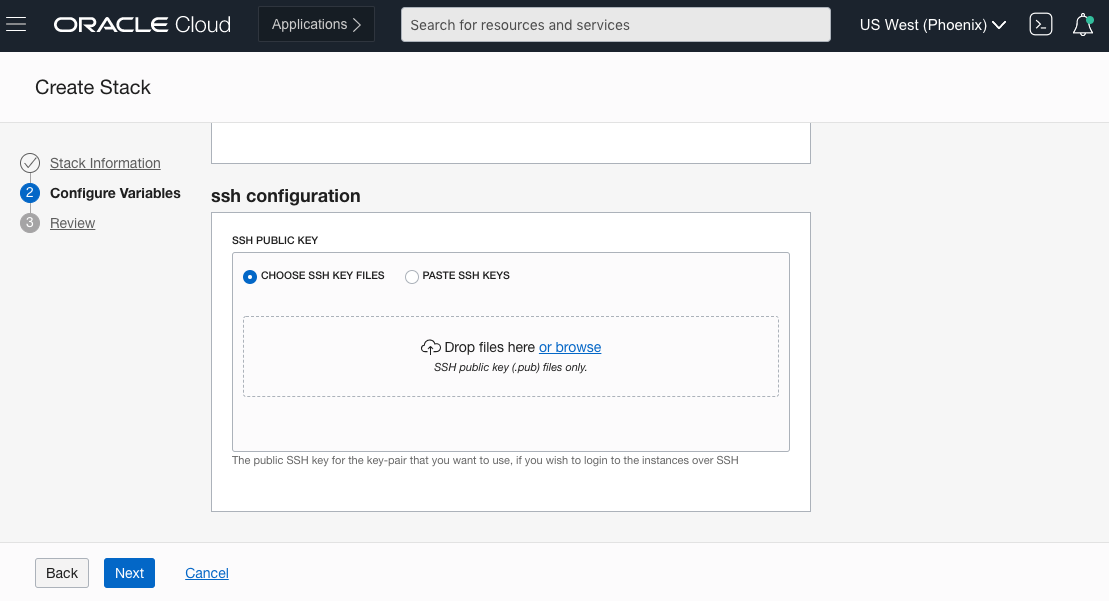 ORACLE Cloud
Applications
Search for resources and services
US West (Phoenix)
Create Stack
Stack Information
2 Configure Variables
3 Review
ssh configuration
SSH PUBLIC KEY
CHOOSE SSH KEY FILES
PASTE SSH KEYS
Drop files here or browse
SSH public key (.pub) files only.
The public SSH key for the key-pair that you want to use, if you wish to login to the instances over SSH
Back
Next
Cancel